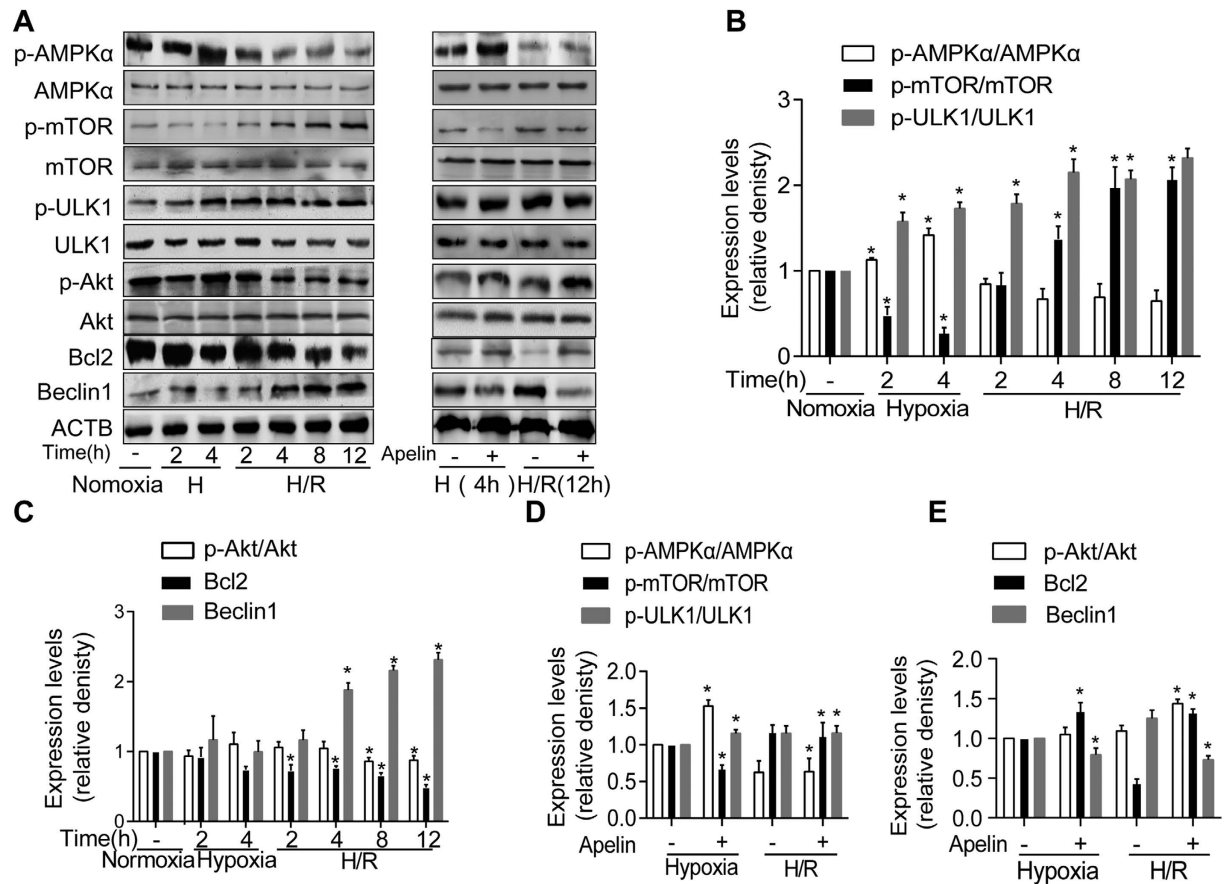 A
p-AMPKα
AMPKα
p-mTOR
mTOR
p-ULK1
ULK1
p-Akt
Akt
Bcl2
Beclin1
ACTB
Time(h) - 2 4 2 4 8 12
Nomoxia H H/R
Apelin - + - +
H ( 4h ) H/R(12h)
B
p-AMPKα/AMPKα
p-mTOR/mTOR
p-ULK1/ULK1
Expression levels
(relative denisty)
3
2
1
0
* * * * * * * * * * * *
Time(h) - 2 4 2 4 8 12
Nomoxia Hypoxia H/R
C
p-Akt/Akt
Bcl2
Beclin1
Expression levels
(relative denisty)
3
2
1
0
* * * * * * * * *
Time(h) - 2 4 2 4 8 12
Normoxia Hypoxia H/R
D
p-AMPKα/AMPKα
p-mTOR/mTOR
p-ULK1/ULK1
Expression levels
(relative denisty)
2.0
1.5
1.0
0.5
0.0
* * * * * *
Apelin - + - +
Hypoxia H/R
E
p-Akt/Akt
Bcl2
Beclin1
Expression levels
(relative denisty)
2.0
1.5
1.0
0.5
0.0
* * * * *
Apelin - + - +
Hypoxia H/R